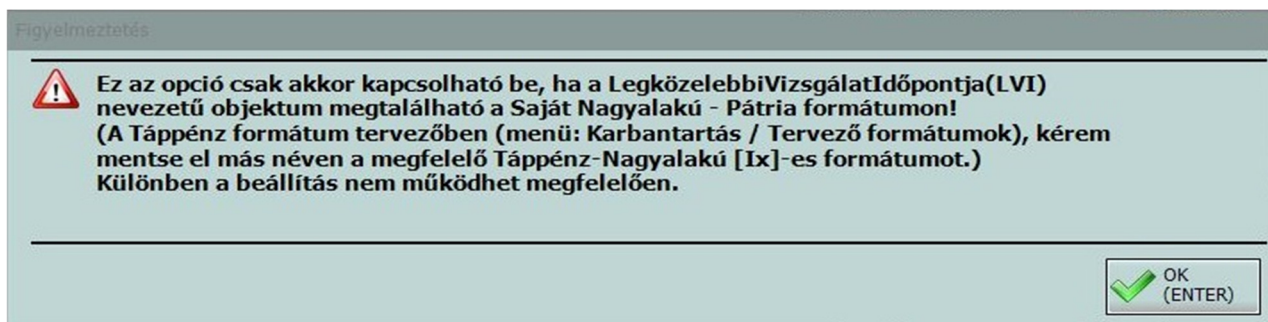 Figyelmeztetés
Ez az opció csak akkor kapcsolható be, ha a LegközelebbiVizsgálatIdőpontja(LVI)
nevezetű objektum megtalálható a Saját Nagyalakú - Pátria formátumon!
(A Táppénz formátum tervezőben (menü: Karbantartás / Tervező formátumok), kérem
mentse el más néven a megfelelő Táppénz-Nagyalakú [Ix]-es formátumot.)
Különben a beállítás nem működhet megfelelően.
OK
(ENTER)